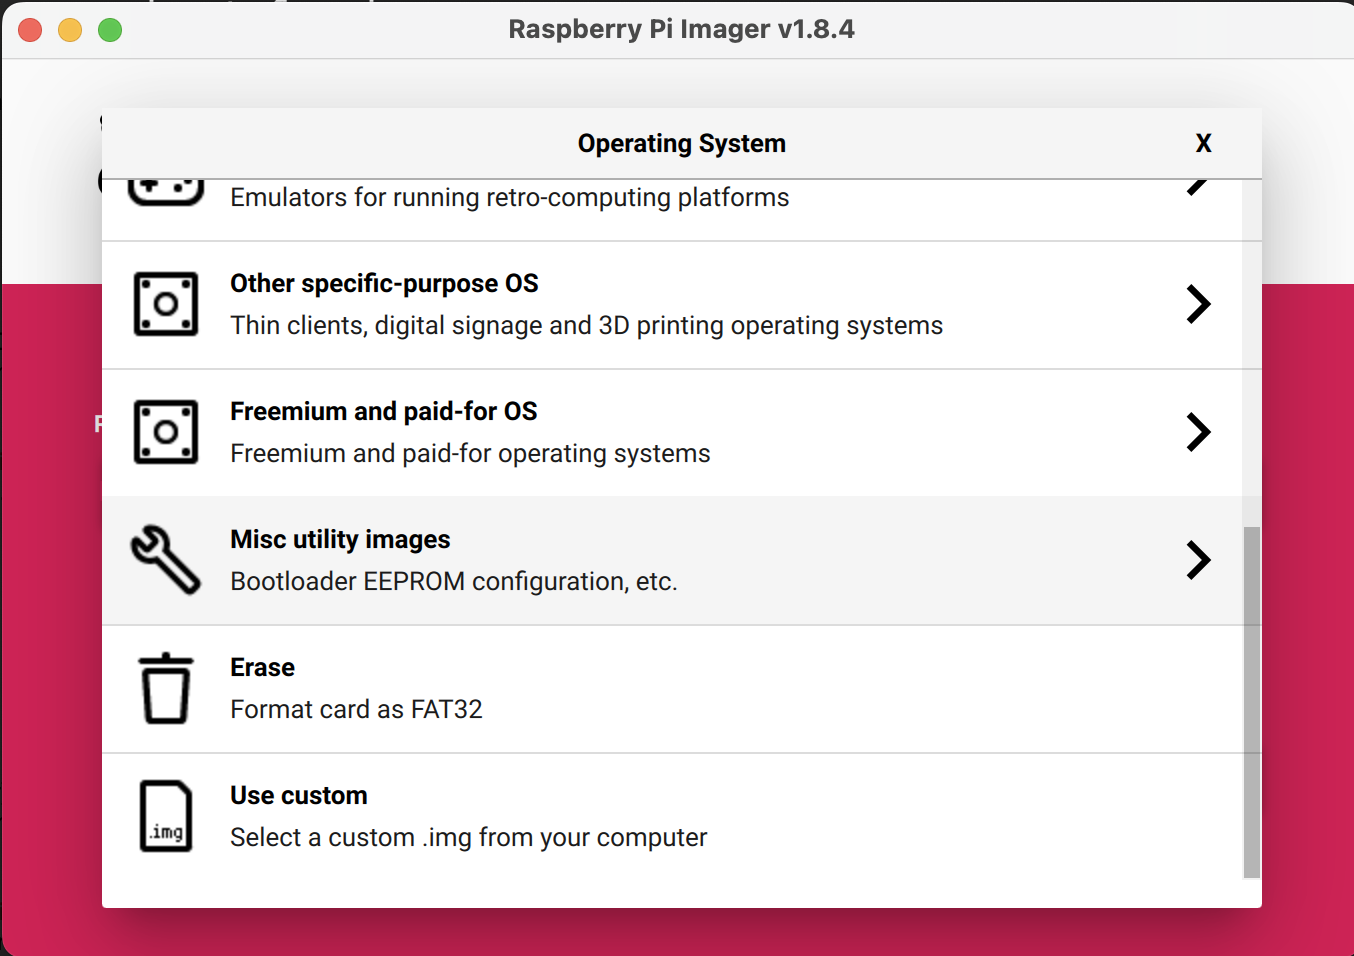 Raspberry Pi Imager v1.8.4
Operating System
X
Emulators for running retro-computing platforms
Other specific-purpose OS
Thin clients, digital signage and 3D printing operating systems
Freemium and paid-for OS
Freemium and paid-for operating systems
Misc utility images
Bootloader EEPROM configuration, etc.
Erase
Format card as FAT32
Use custom
.img
Select a custom .img from your computer